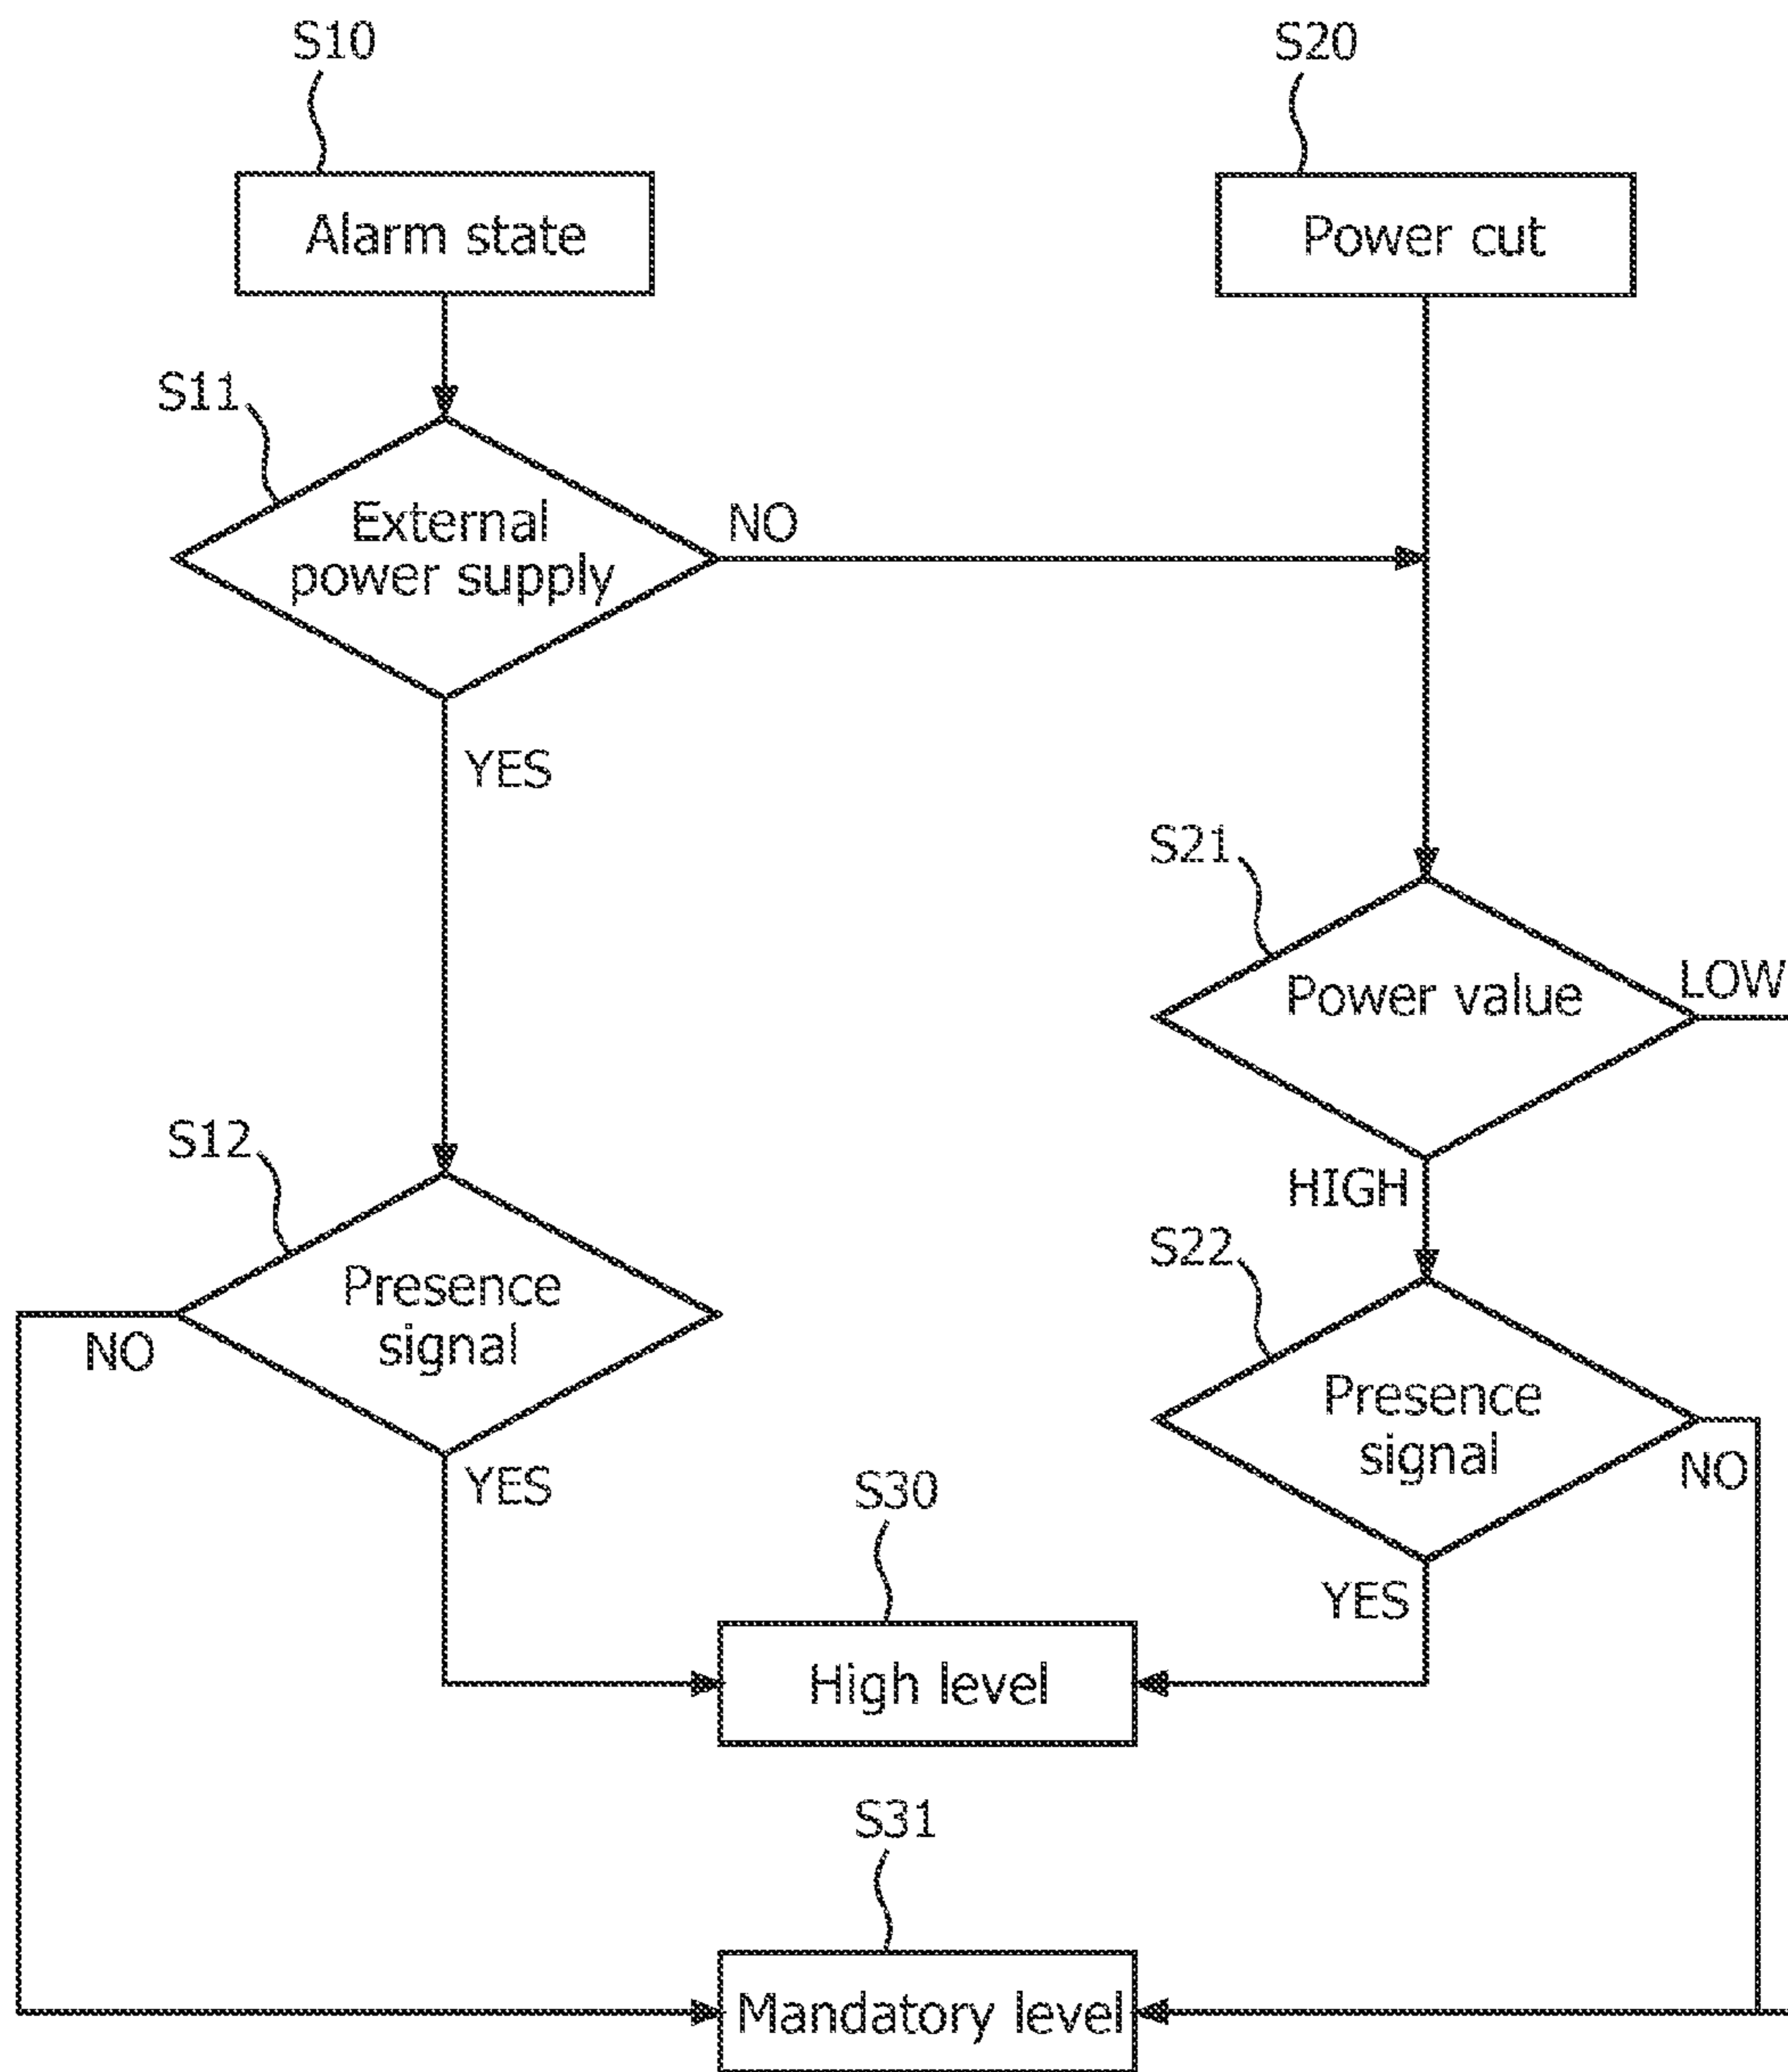 S10
S20
Alarm state
Power cut
S11
External
power supply
NO
YES
S21
Power value
LOW
HIGH
S12
Presence
signal
NO
YES
S22
Presence
signal
NO
YES
S30
High level
S31
Mandatory level